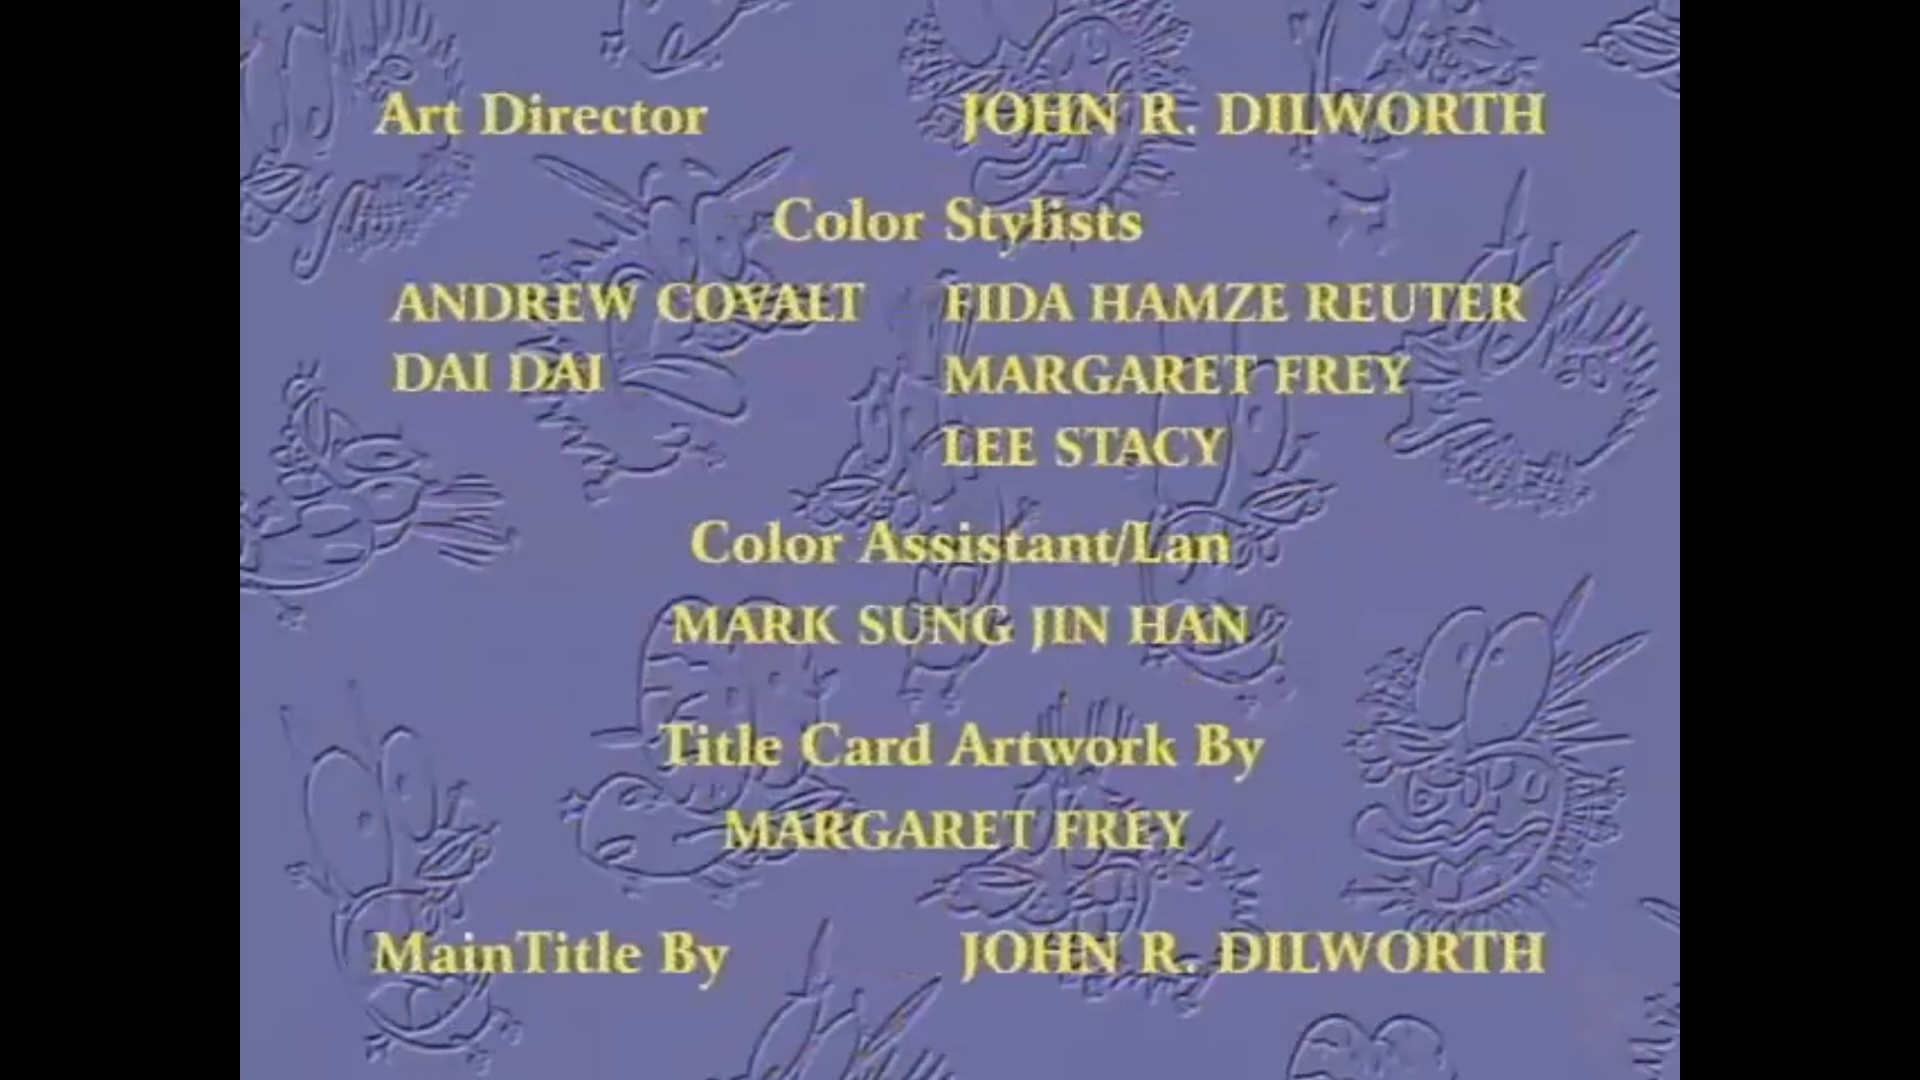 Art Director JOHN R. DILWORTH
Color Stylists
ANDREW COVALT FIDA HAMZE REUTER
DAI DAI MARGARET FREY
LEE STACY
Color Assistant/Lan
MARK SUNG JIN HAN
Title Card Artwork By
MARGARET FREY
MainTitle By JOHN R. DILWORTH